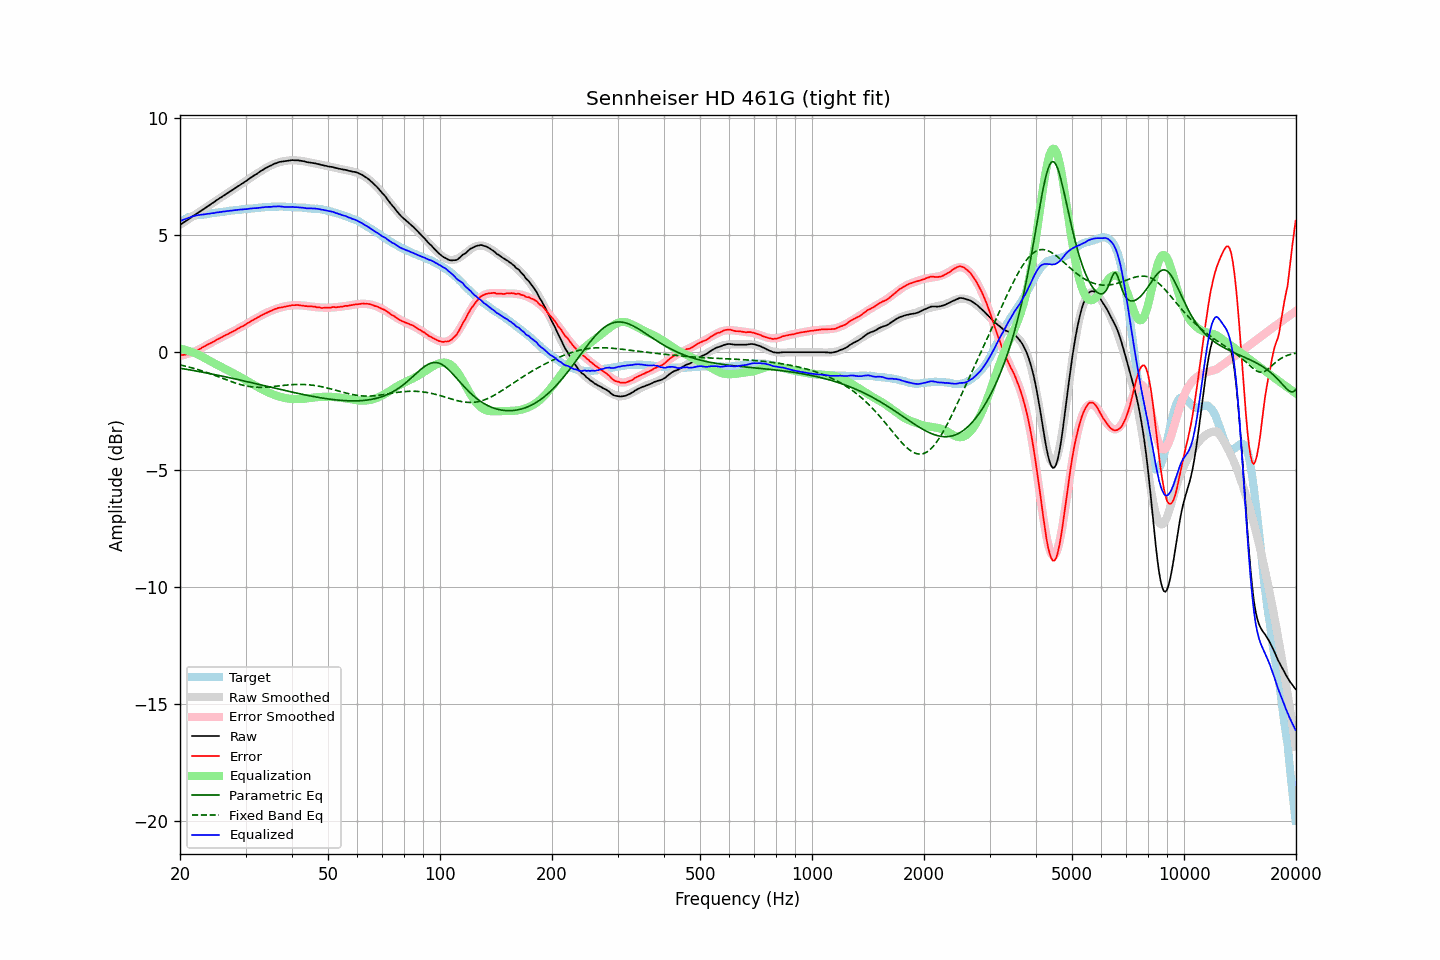 Sennheiser HD 461G (tight fit)
10
5
0
−5
−10
−15
−20
Amplitude (dBr)
Target
Raw Smoothed
Error Smoothed
Raw
Error
Equalization
Parametric Eq
Fixed Band Eq
Equalized
20 50 100 200 500 1000 2000 5000 10000 20000
Frequency (Hz)